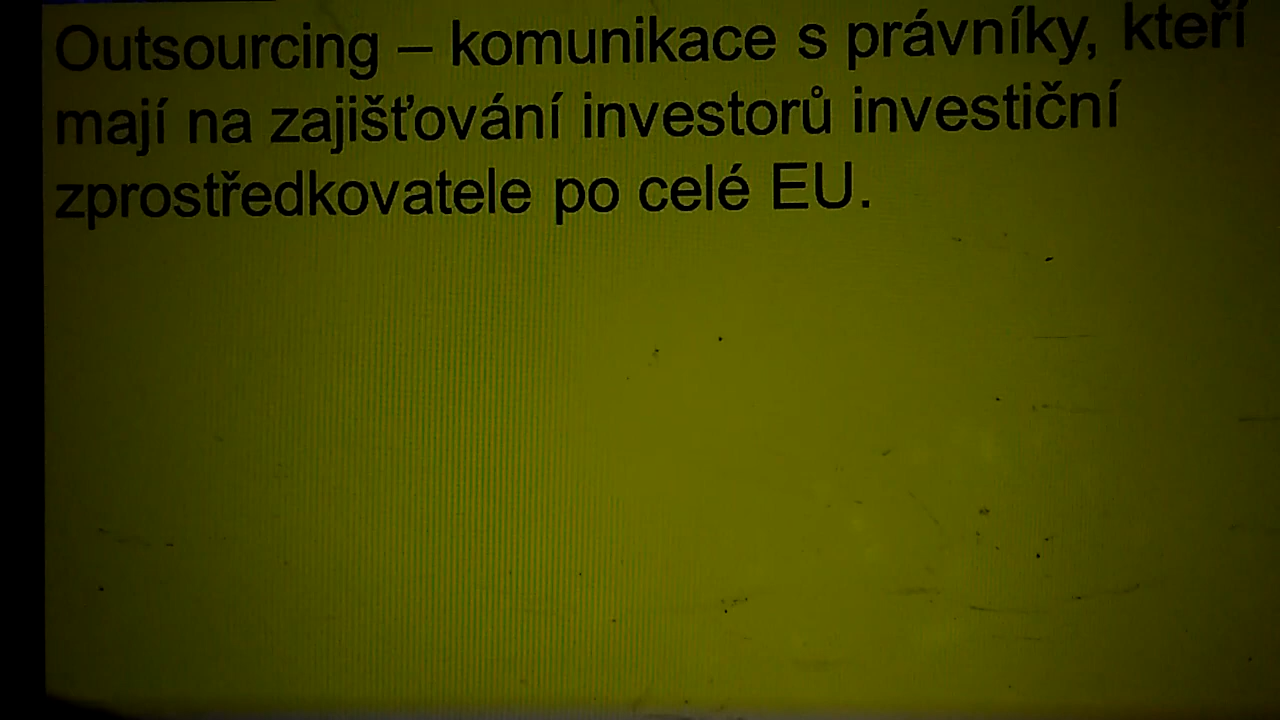 Outsourcing – komunikace s právníky, kteří
mají na zajišťování investorů investiční
zprostředkovatele po celé EU.